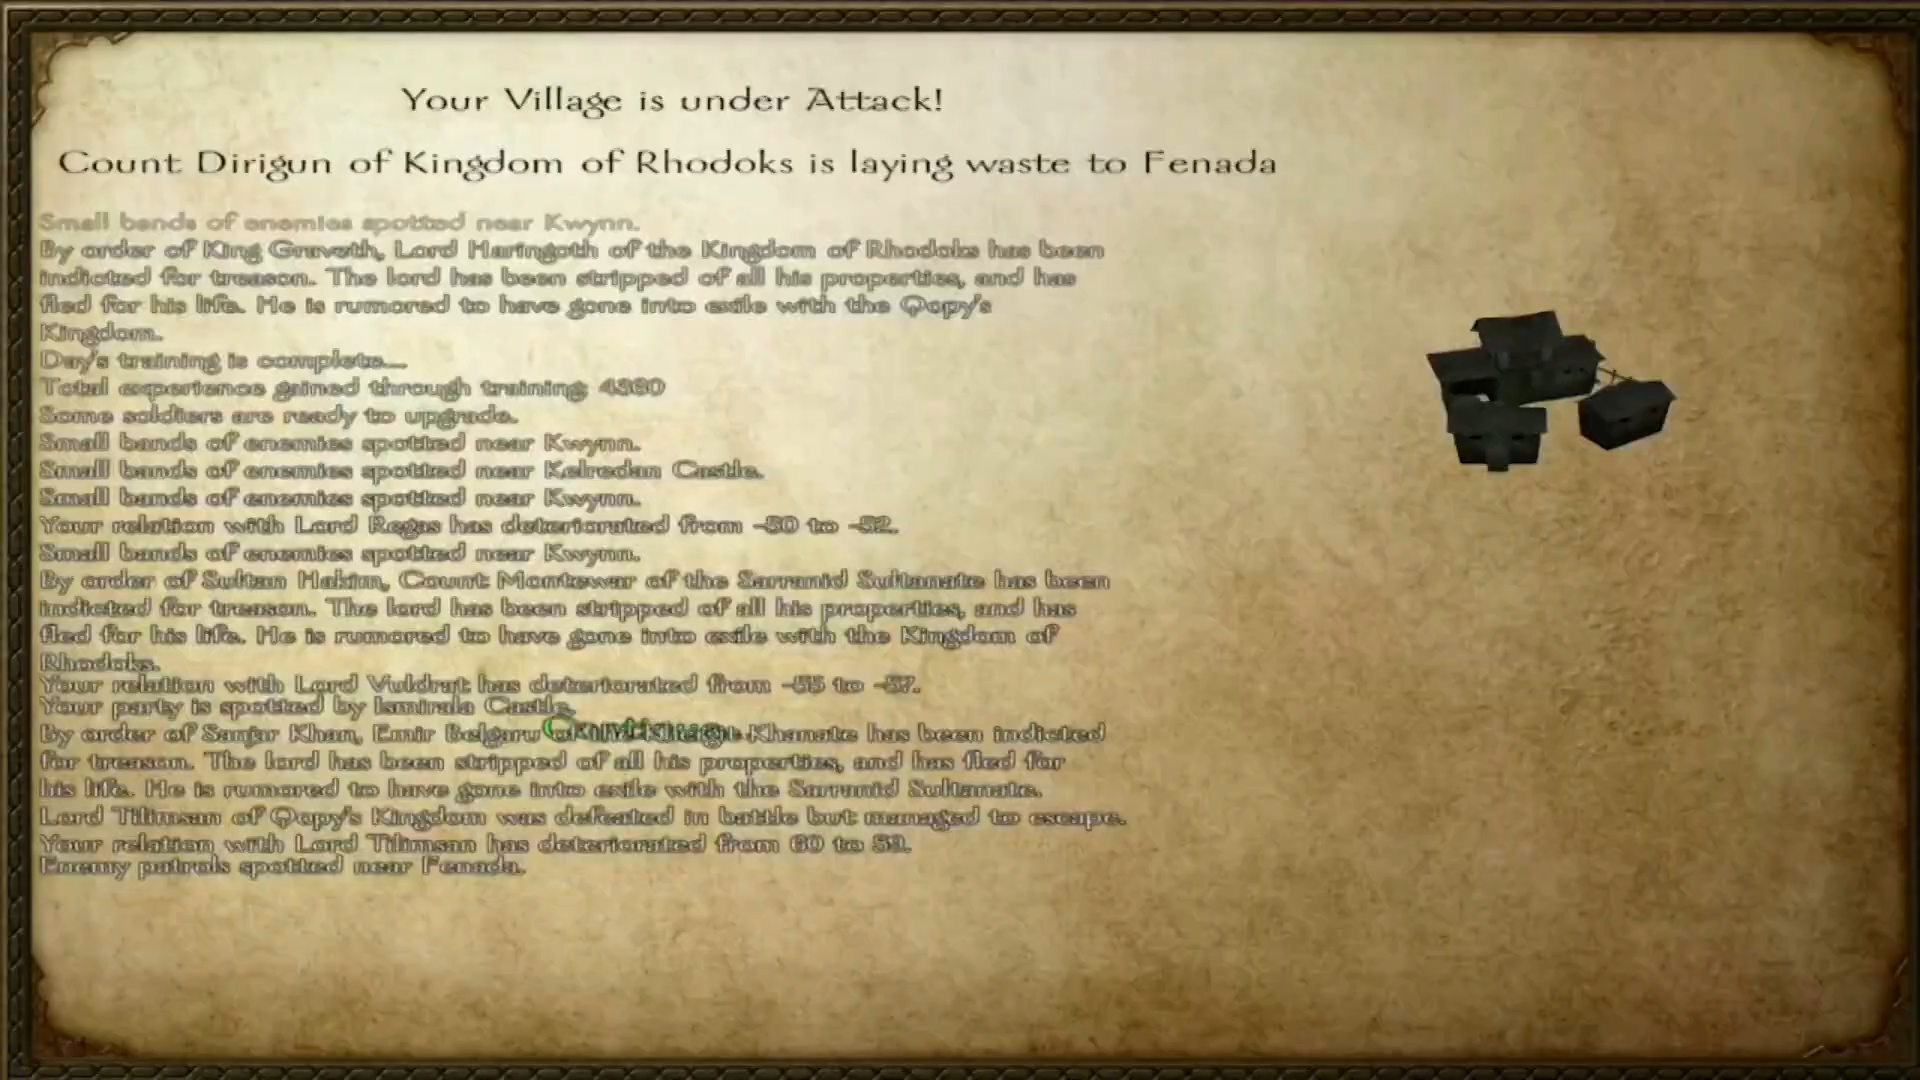 Your Village is under Attack!
Count Dirigun of Kingdom of Rhodoks is laying waste to Fenada
Small bands of enemies spotted near Kwynn.
By order of King Graveth, Lord Haringoth of the Kingdom of Rhodoks has been
indicted for treason. The lord has been stripped of all his properties, and has
fled for his life. He is rumored to have gone into exile with the Qopy's
Kingdom.
Day's training is complete...
Total experience gained through training: 4360
Some soldiers are ready to upgrade.
Small bands of enemies spotted near Kwynn.
Small bands of enemies spotted near Kelredan Castle.
Small bands of enemies spotted near Kwynn.
Your relation with Lord Regas has deteriorated from -50 to -52.
Small bands of enemies spotted near Kwynn.
By order of Sultan Hakim, Count Montewar of the Sarranid Sultanate has been
indicted for treason. The lord has been stripped of all his properties, and has
fled for his life. He is rumored to have gone into exile with the Kingdom of
Rhodoks.
Your relation with Lord Vuldrat has deteriorated from -55 to -57.
Your party is spotted by Ismirala Castle.
By order of Sanjar Khan, Emir Belgaru of the Khergit Khanate has been indicted
for treason. The lord has been stripped of all his properties, and has fled for
his life. He is rumored to have gone into exile with the Sarranid Sultanate.
Lord Tilimsan of Qopy's Kingdom was defeated in battle but managed to escape.
Your relation with Lord Tilimsan has deteriorated from 60 to 59.
Enemy patrols spotted near Fenada.